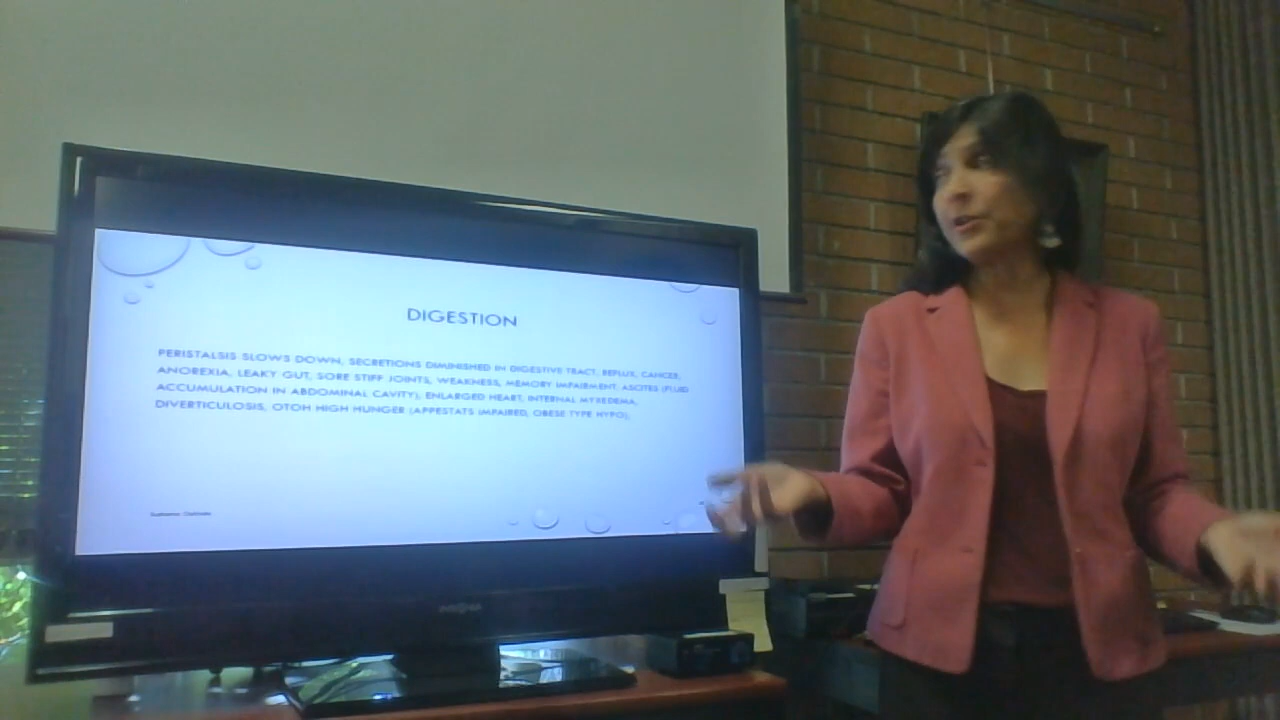 DIGESTION
PERISTALSIS SLOWS DOWN, SECRETIONS DIMINISHED IN DIGESTIVE TRACT, REFLUX, CANCER,
ANOREXIA, LEAKY GUT, SORE STIFF JOINTS, WEAKNESS, MEMORY IMPAIRMENT, ASCITES (FLUID
ACCUMULATION IN ABDOMINAL CAVITY), ENLARGED HEART, INTERNAL MYXEDEMA,
DIVERTICULOSIS, OTOH HIGH HUNGER (APPESTATS IMPAIRED, OBESE TYPE HYPO),